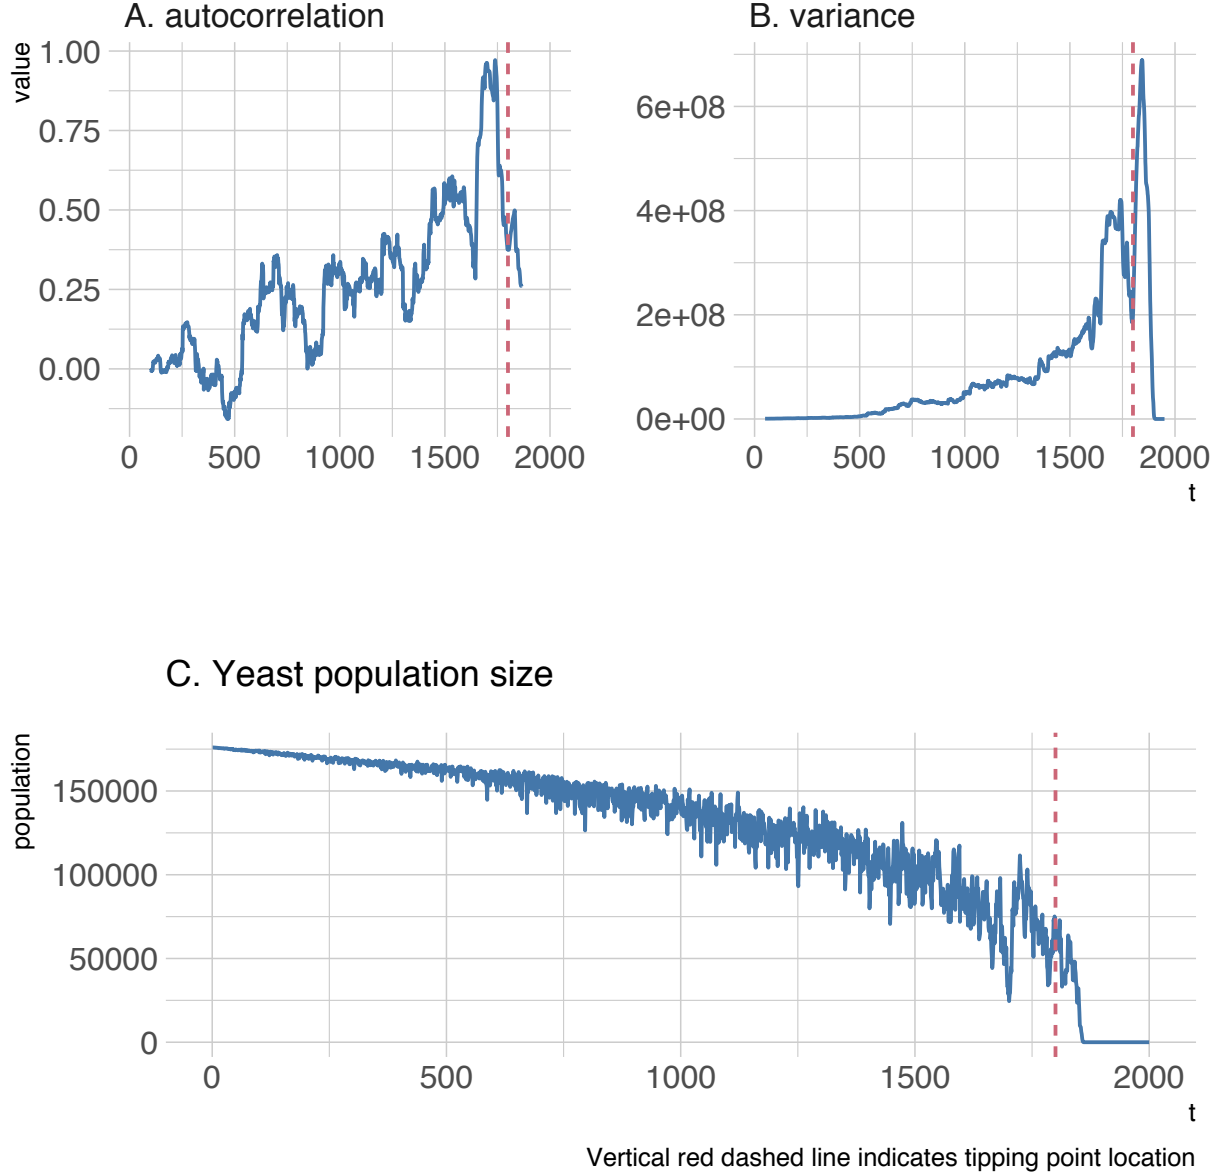 A. autocorrelation
value
1.00
0.75
0.50
0.25
0.00
0 500 1000 1500 2000
B. variance
6e+08
4e+08
2e+08
0e+00
0 500 1000 1500 2000
t
C. Yeast population size
population
150000
100000
50000
0
0 500 1000 1500 2000
t
Vertical red dashed line indicates tipping point location